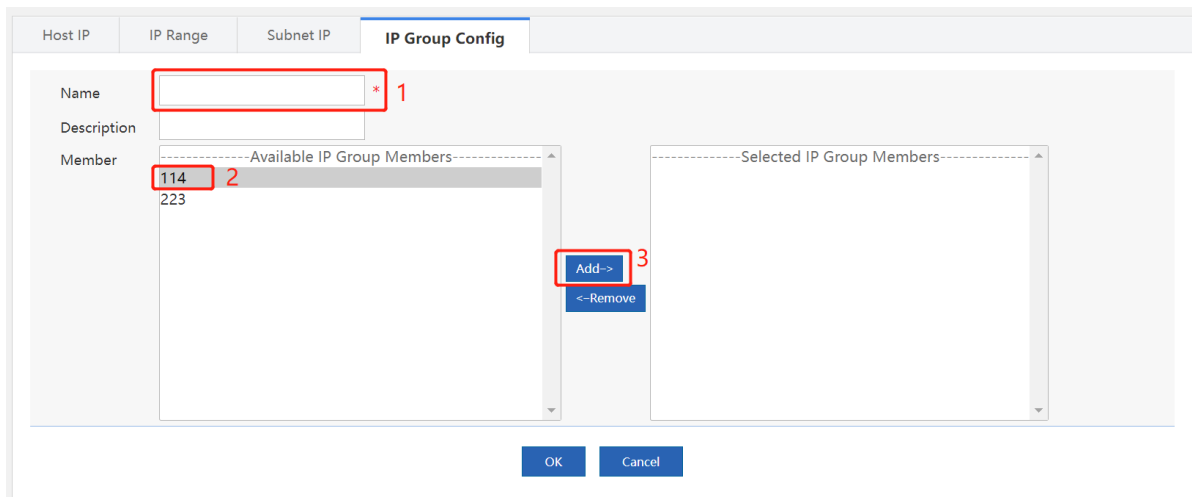 Host IP IP Range Subnet IP IP Group Config
Name * 1
Description
Member
------------Available IP Group Members------------
114 2
223
------------Selected IP Group Members------------
Add-> 3
<-Remove
OK Cancel